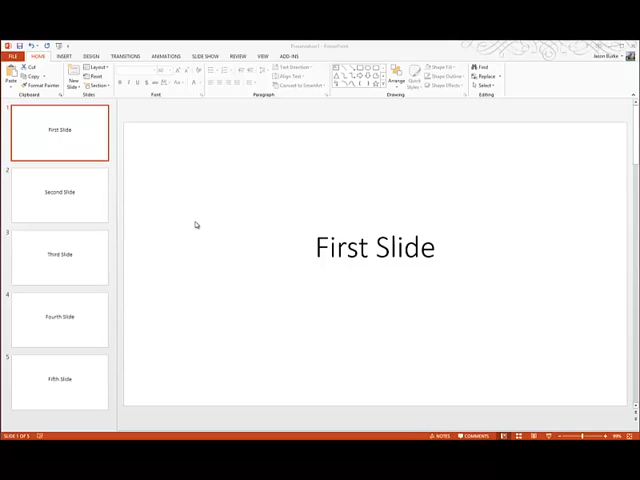 Presentation1 - PowerPoint
FILE HOME INSERT DESIGN TRANSITIONS ANIMATIONS SLIDE SHOW REVIEW VIEW ADD-INS
Jason Burke
Paste
Cut
Copy
Format Painter
Clipboard
New
Slide
Layout
Reset
Section
Slides
Font
Text Direction
Align Text
Convert to SmartArt
Paragraph
Arrange
Quick
Styles
Shape Fill
Shape Outline
Shape Effects
Drawing
Find
Replace
Select
Editing
1
First Slide
2
Second Slide
3
Third Slide
4
Fourth Slide
5
Fifth Slide
First Slide
SLIDE 1 OF 5
NOTES
COMMENTS